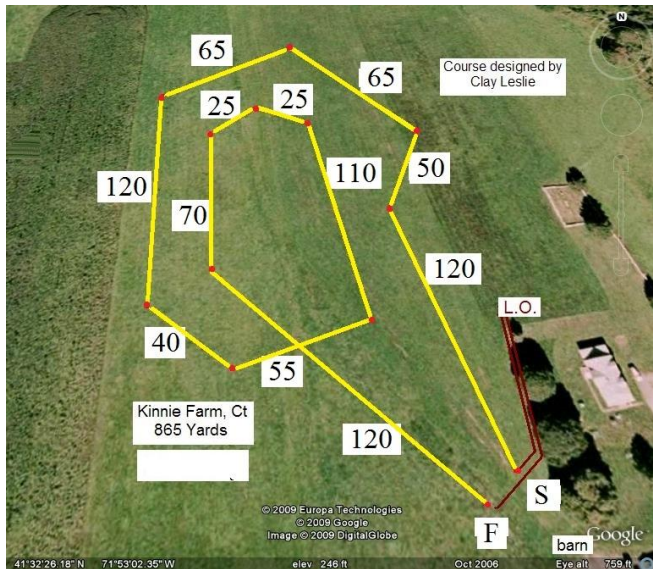 N
65
65
Course designed by
Clay Leslie
25
25
50
120
110
70
120
L.O.
40
55
Kinnie Farm, Ct
865 Yards
120
S
F
© 2009 Europa Technologies
© 2009 Google
Image © 2009 DigitalGlobe
barn
Google
41°32'26.18" N 71°53'02.35" W elev 246 ft Oct 2006 Eye alt 759 ft